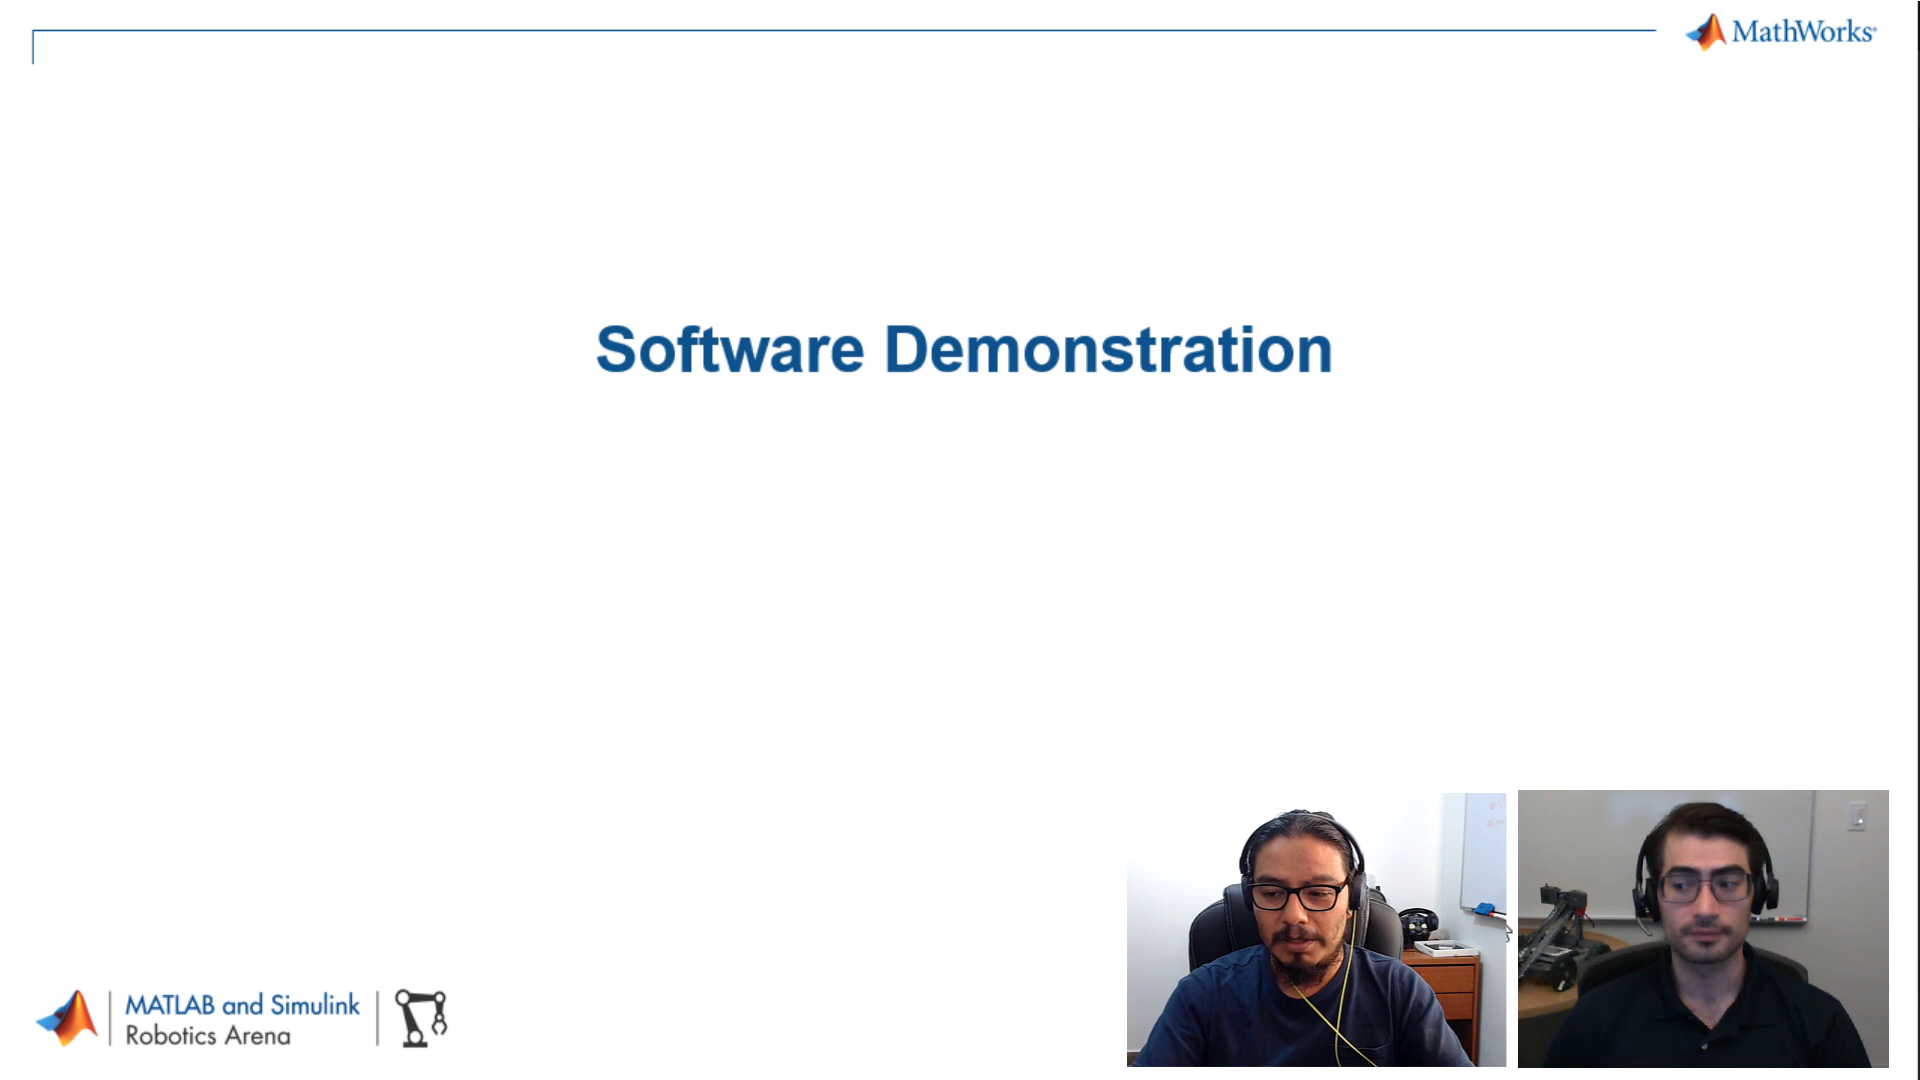 MathWorks®
Software Demonstration
MATLAB and Simulink
Robotics Arena